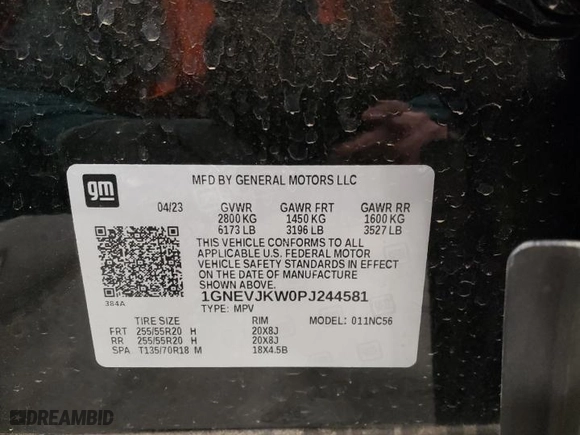 gm
MFD BY GENERAL MOTORS LLC
04/23 GVWR GAWR FRT GAWR RR
2800 KG 1450 KG 1600 KG
6173 LB 3196 LB 3527 LB
THIS VEHICLE CONFORMS TO ALL
APPLICABLE U.S. FEDERAL MOTOR
VEHICLE SAFETY STANDARDS IN EFFECT
ON THE DATE OF MANUFACTURE
SHOWN ABOVE.
384A
1GNEVJKW0PJ244581
TYPE: MPV
TIRE SIZE RIM MODEL: 011NC56
FRT 255/55R20 H 20X8J
RR 255/55R20 H 20X8J
SPA T135/70R18 M 18X4.5B
DREAMBID